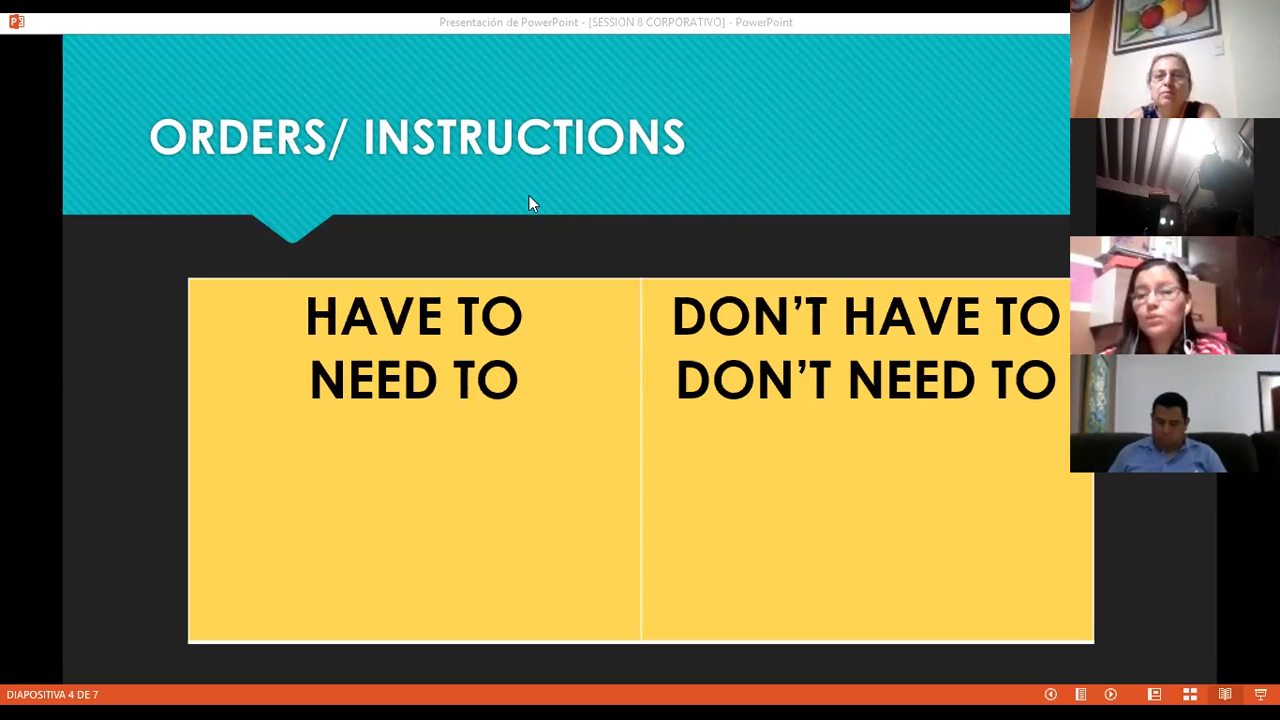 Presentación de PowerPoint - [SESSION 8 CORPORATIVO] - PowerPoint
ORDERS/ INSTRUCTIONS
HAVE TO
NEED TO
DON’T HAVE TO
DON’T NEED TO
DIAPOSITIVA 4 DE 7